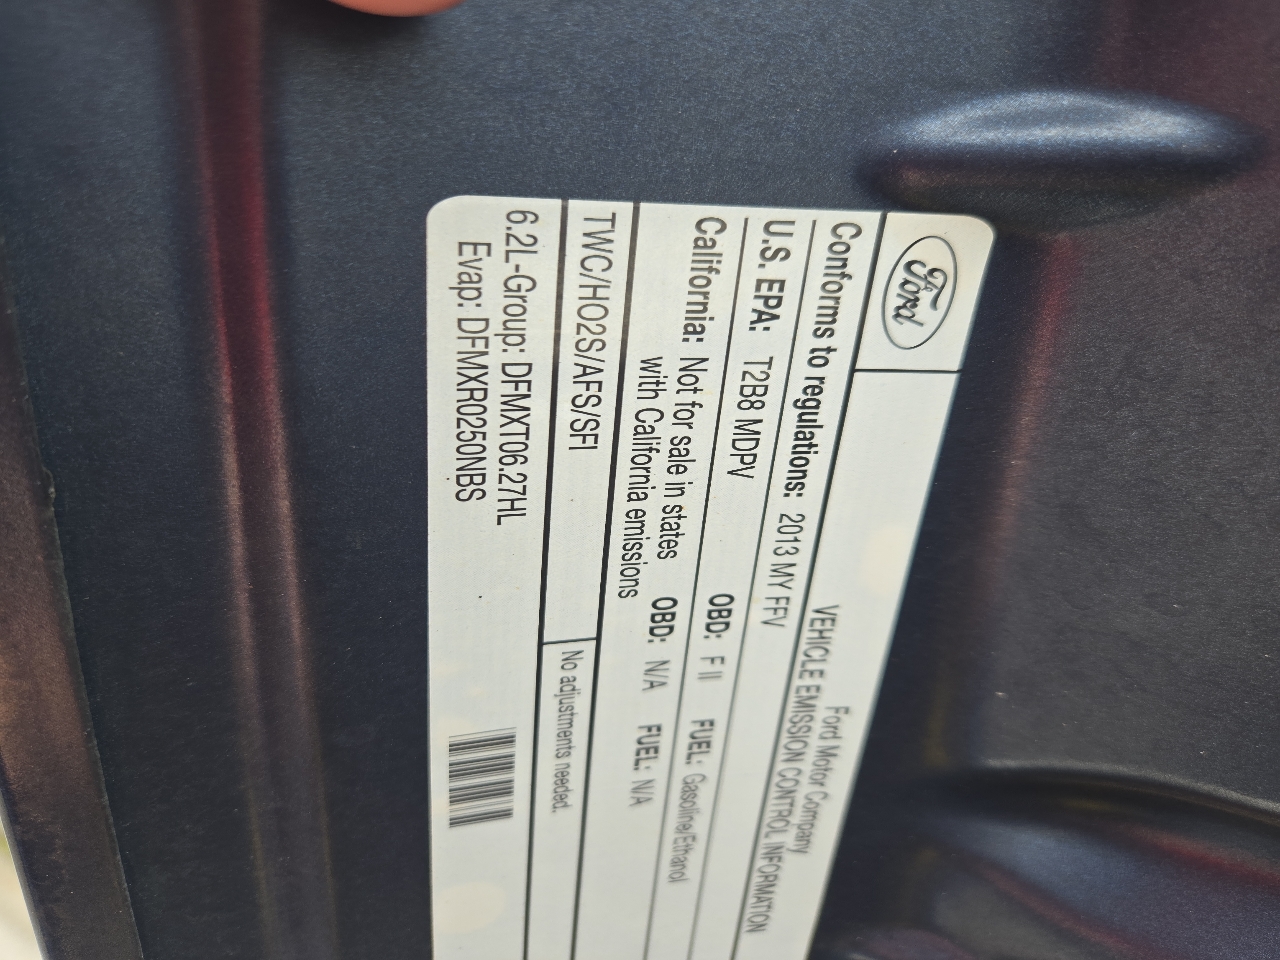 Ford
Ford Motor Company
VEHICLE EMISSION CONTROL INFORMATION
Conforms to regulations: 2013 MY FFV
U.S. EPA: T2B8 MDPV OBD: F II FUEL: Gasoline/Ethanol
California: Not for sale in states with California emissions OBD: N/A FUEL: N/A
TWC/HO2S/AFS/SFI
No adjustments needed.
6.2L-Group: DFMXT06.27HL
Evap: DFMXR0250NBS